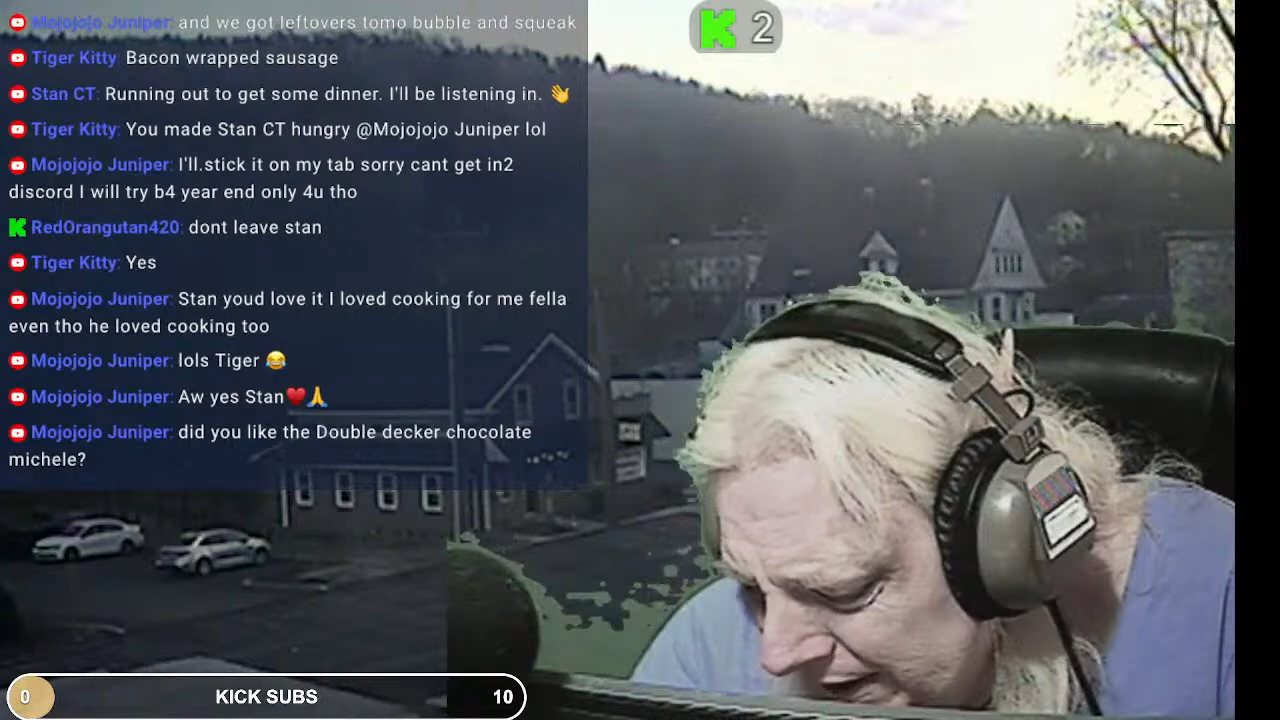 Mojojojo Juniper: and we got leftovers tomo bubble and squeak
K 2
Tiger Kitty: Bacon wrapped sausage
Stan CT: Running out to get some dinner. I'll be listening in. 👋
Tiger Kitty: You made Stan CT hungry @Mojojojo Juniper lol
Mojojojo Juniper: I'll.stick it on my tab sorry cant get in2
discord I will try b4 year end only 4u tho
RedOrangutan420: dont leave stan
Tiger Kitty: Yes
Mojojojo Juniper: Stan youd love it I loved cooking for me fella
even tho he loved cooking too
Mojojojo Juniper: lols Tiger 😂
Mojojojo Juniper: Aw yes Stan❤️🙏
Mojojojo Juniper: did you like the Double decker chocolate
michele?
0 KICK SUBS 10